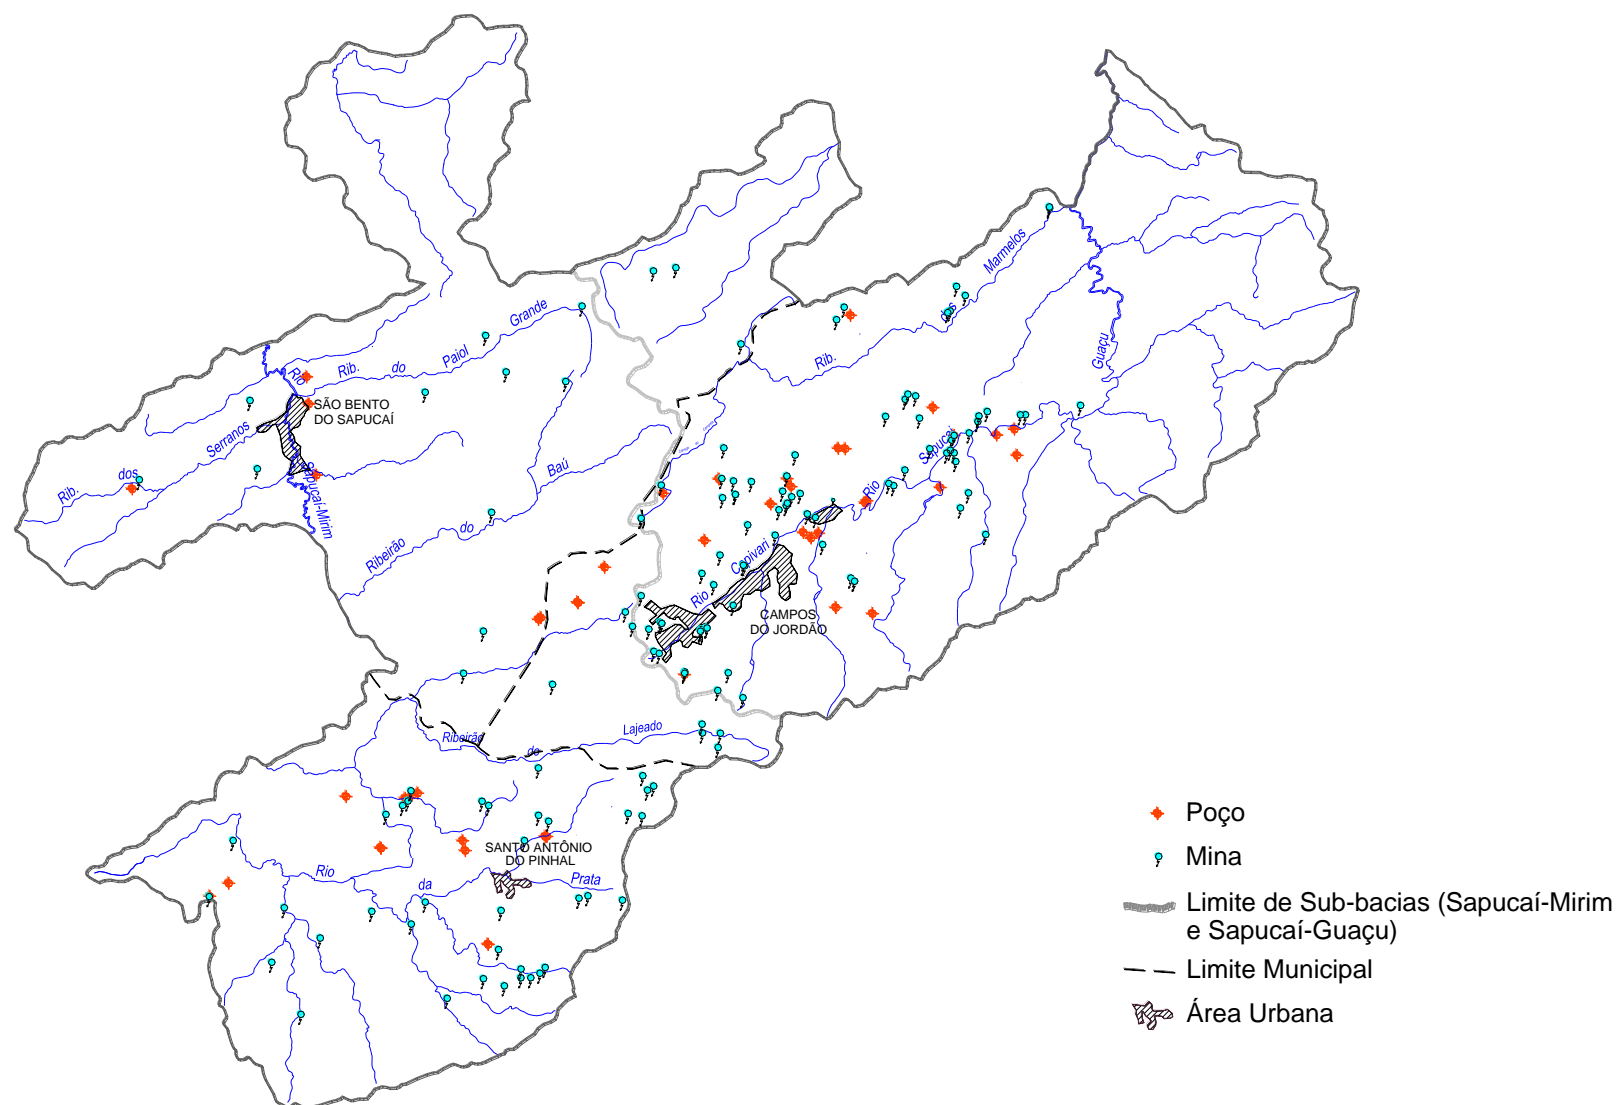 Marmelos
dos
Rib.
Guaçu
Grande
Paiol
do
Rib.
Rio
SÃO BENTO
DO SAPUCAÍ
Serranos
dos
Rib.
Sapucaí-Mirim
Baú
do
Ribeirão
Sapucaí
Rio
Capivari
Rio
CAMPOS
DO JORDÃO
Lajeado
do
Ribeirão
SANTO ANTÔNIO
DO PINHAL
Rio
da
Prata
Poço
Mina
Limite de Sub-bacias (Sapucaí-Mirim
e Sapucaí-Guaçu)
Limite Municipal
Área Urbana